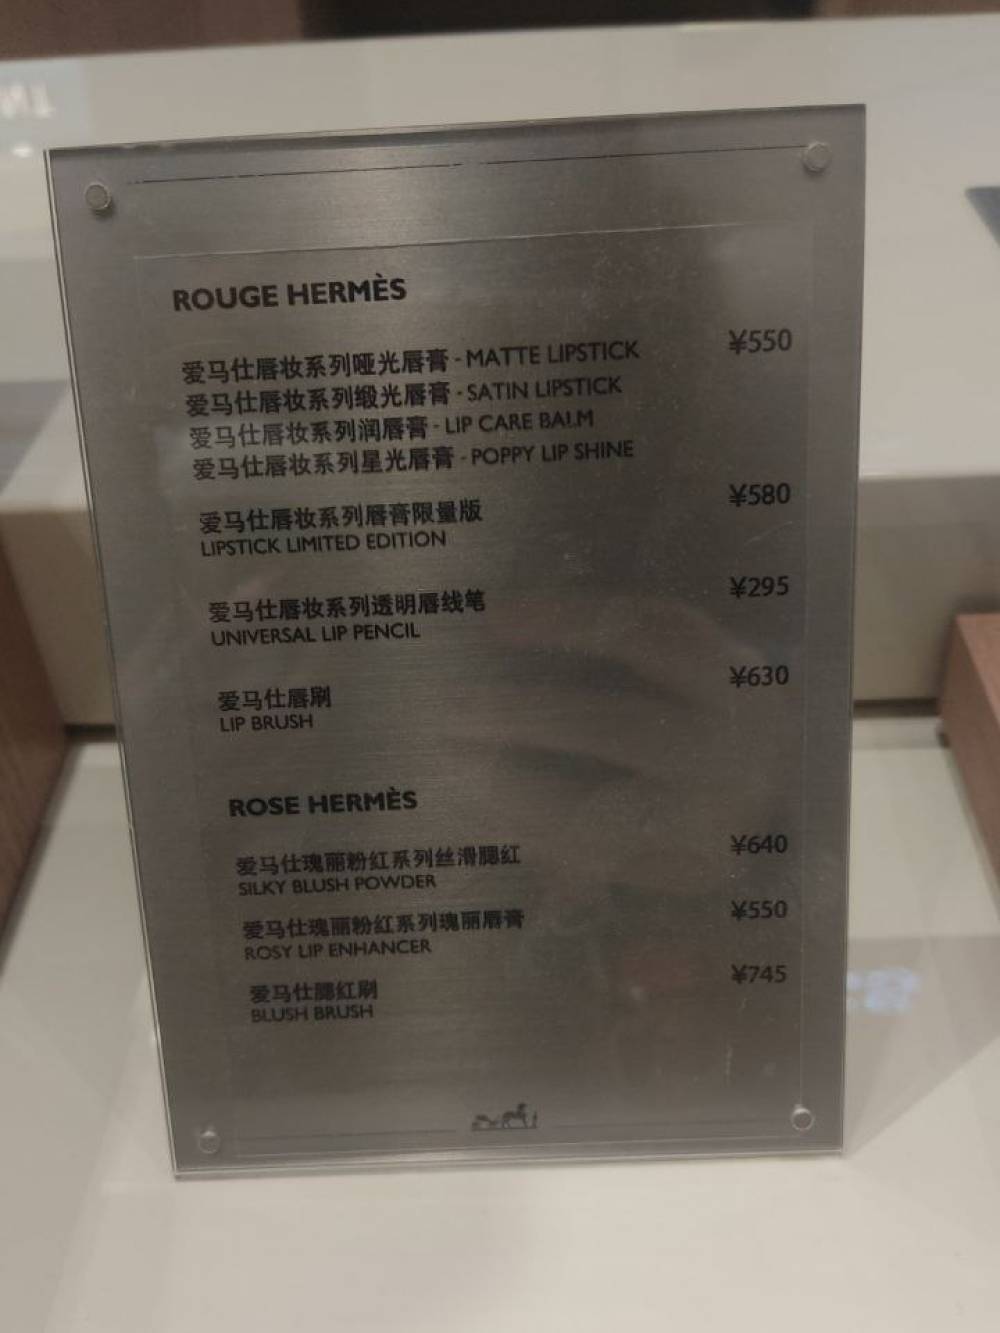 ROUGE HERMÈS
爱马仕唇妆系列哑光唇膏 - MATTE LIPSTICK ¥550
爱马仕唇妆系列缎光唇膏 - SATIN LIPSTICK
爱马仕唇妆系列润唇膏 - LIP CARE BALM
爱马仕唇妆系列星光唇膏 - POPPY LIP SHINE
爱马仕唇妆系列唇膏限量版 ¥580
LIPSTICK LIMITED EDITION
爱马仕唇妆系列透明唇线笔 ¥295
UNIVERSAL LIP PENCIL
爱马仕唇刷 ¥630
LIP BRUSH
ROSE HERMÈS
爱马仕瑰丽粉红系列丝滑腮红 ¥640
SILKY BLUSH POWDER
爱马仕瑰丽粉红系列瑰丽唇膏 ¥550
ROSY LIP ENHANCER
爱马仕腮红刷 ¥745
BLUSH BRUSH